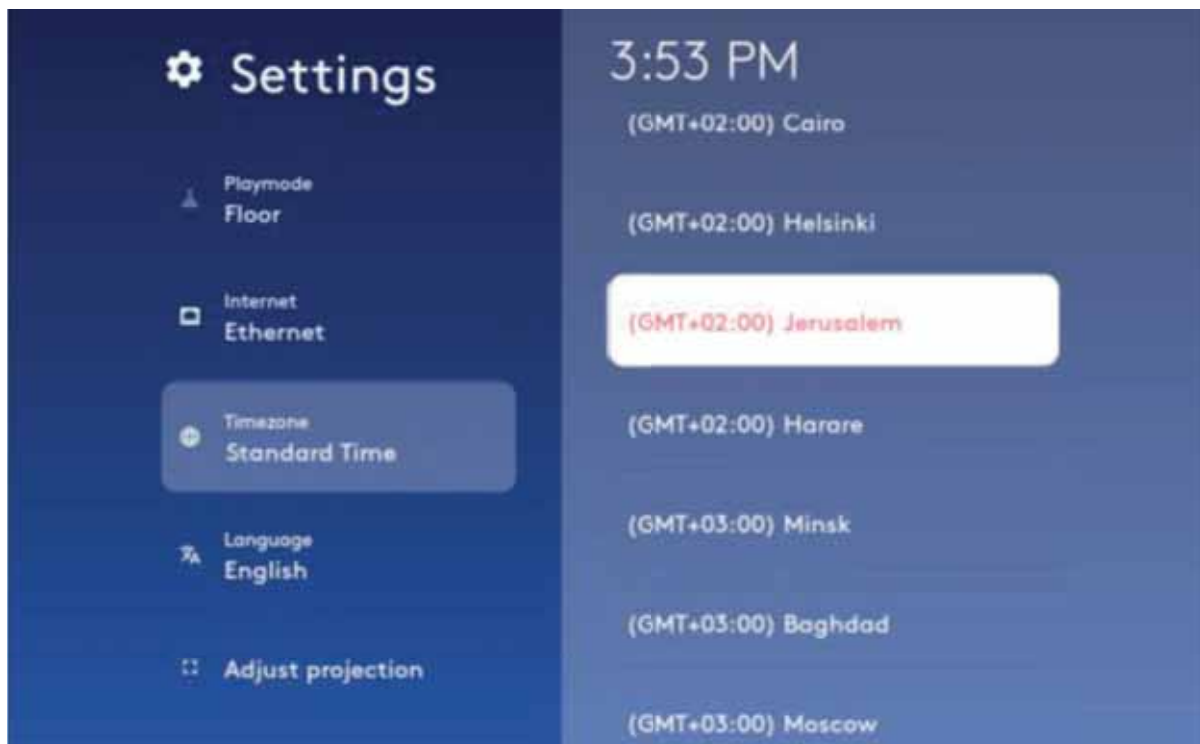 Settings
Playmode
Floor
Internet
Ethernet
Timezone
Standard Time
Language
English
Adjust projection
3:53 PM
(GMT+02:00) Cairo
(GMT+02:00) Helsinki
(GMT+02:00) Jerusalem
(GMT+02:00) Harare
(GMT+03:00) Minsk
(GMT+03:00) Baghdad
(GMT+03:00) Moscow